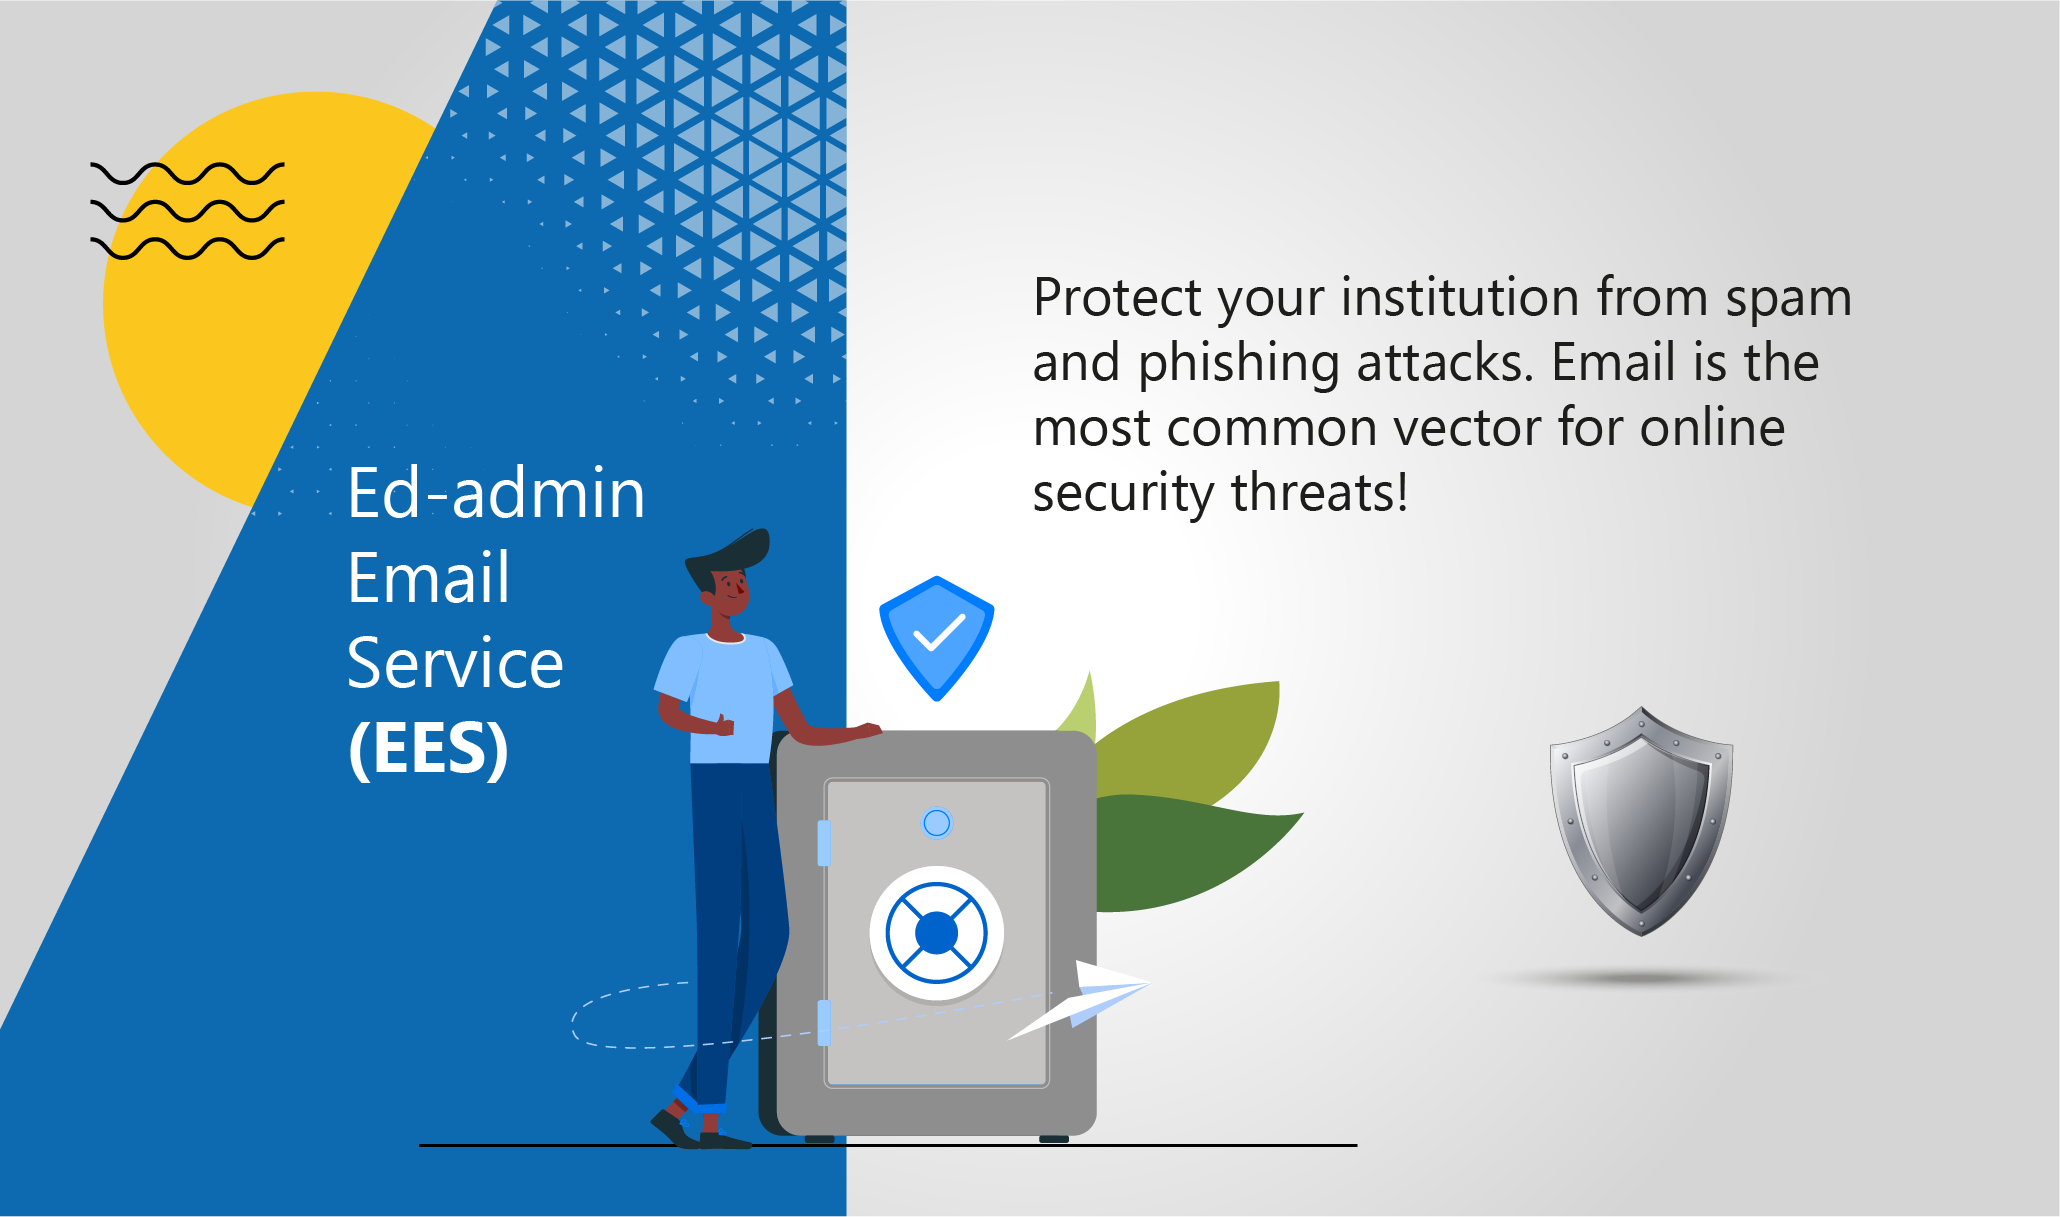 Ed-admin
Email
Service
(EES)
Protect your institution from spam
and phishing attacks. Email is the
most common vector for online
security threats!